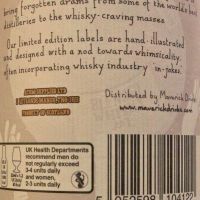 bring forgotten drams from some of the world's b
distilleries to the whisky-craving masses
Our limited edition labels are hand-illustrated
and designed with a nod towards whimsicality,
often incorporating whisky industry in-jokes.
Distributed by Maverick Drinks
www.maverickdrinks.com
UK Health Departments
recommend men do
not regularly exceed
3-4 units daily
and women,
2-3 units daily